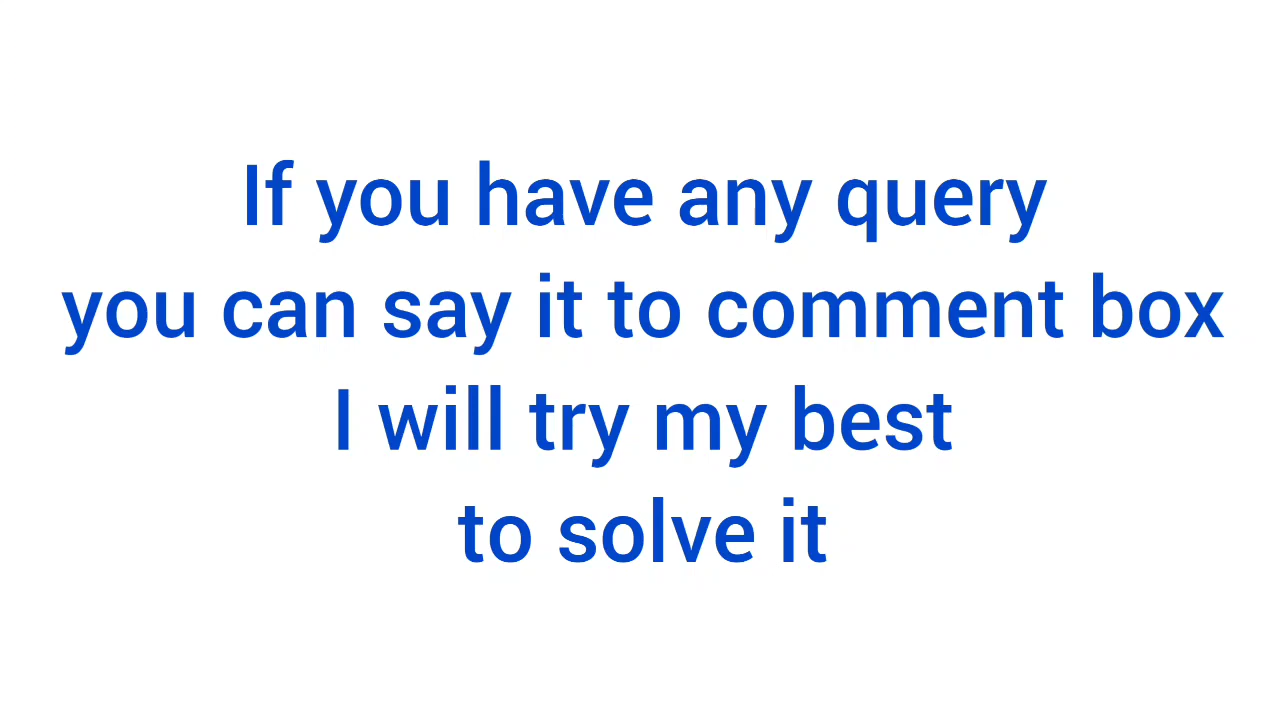 If you have any query
you can say it to comment box
I will try my best
to solve it